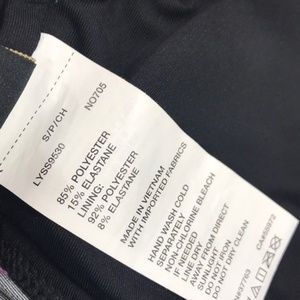 S/P/CH
NO705
LYSS9530
85% POLYESTER
15% ELASTANE
LINING:
92% POLYESTER
8% ELASTANE
MADE IN VIETNAM
WITH IMPORTED FABRICS
HAND WASH COLD
SEPARATELY
NON-CHLORINE BLEACH
IF NEEDED
LINE DRY
AWAY FROM DIRECT
SUNLIGHT
DO NOT IRON
DO NOT DRY CLEAN